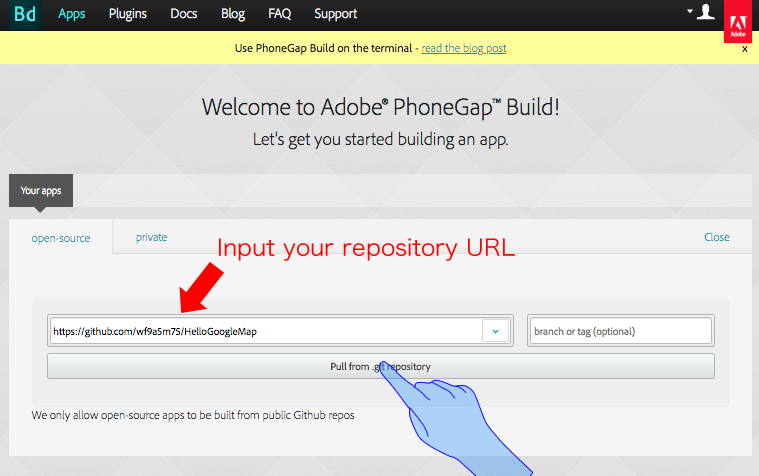 Bd Apps Plugins Docs Blog FAQ Support
Adobe
Use PhoneGap Build on the terminal - read the blog post x
Welcome to Adobe® PhoneGap™ Build!
Let's get you started building an app.
Your apps
open-source private Close
Input your repository URL
https://github.com/wf9a5m75/HelloGoogleMap branch or tag (optional)
Pull from .git repository
We only allow open-source apps to be built from public Github repos